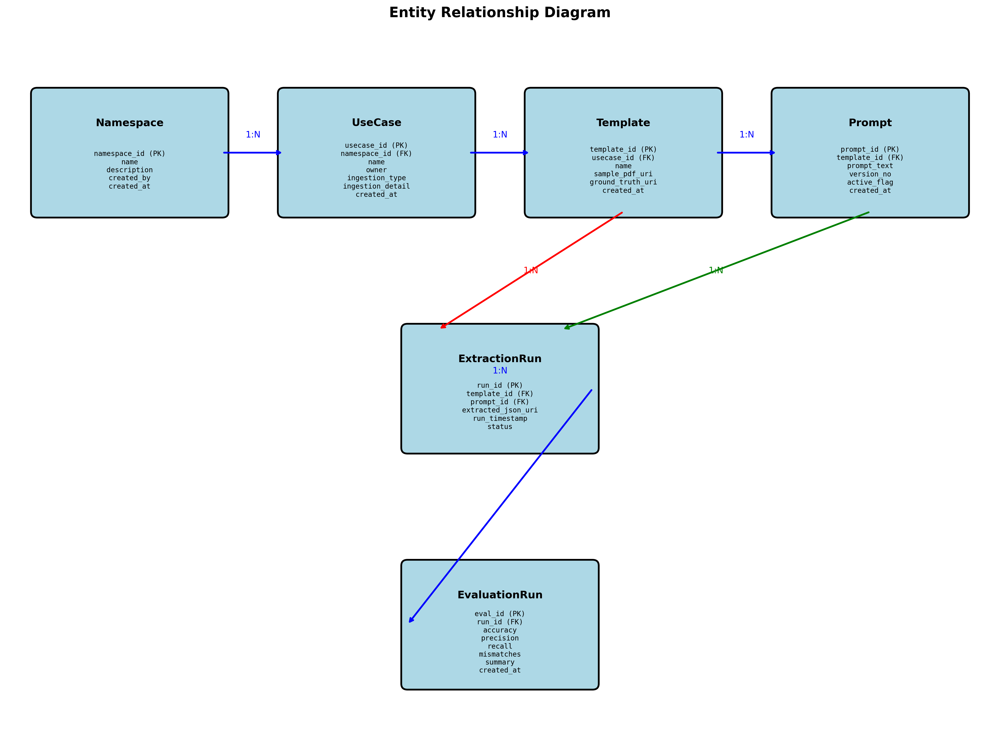 Entity Relationship Diagram
Namespace
namespace_id (PK)
name
description
created_by
created_at
1:N
UseCase
usecase_id (PK)
namespace_id (FK)
name
owner
ingestion_type
ingestion_detail
created_at
1:N
Template
template_id (PK)
usecase_id (FK)
name
sample_pdf_uri
ground_truth_uri
created_at
1:N
Prompt
prompt_id (PK)
template_id (FK)
prompt_text
version_no
active_flag
created_at
1:N
1:N
ExtractionRun
1:N
run_id (PK)
template_id (FK)
prompt_id (FK)
extracted_json_uri
run_timestamp
status
EvaluationRun
eval_id (PK)
run_id (FK)
accuracy
precision
recall
mismatches
summary
created_at